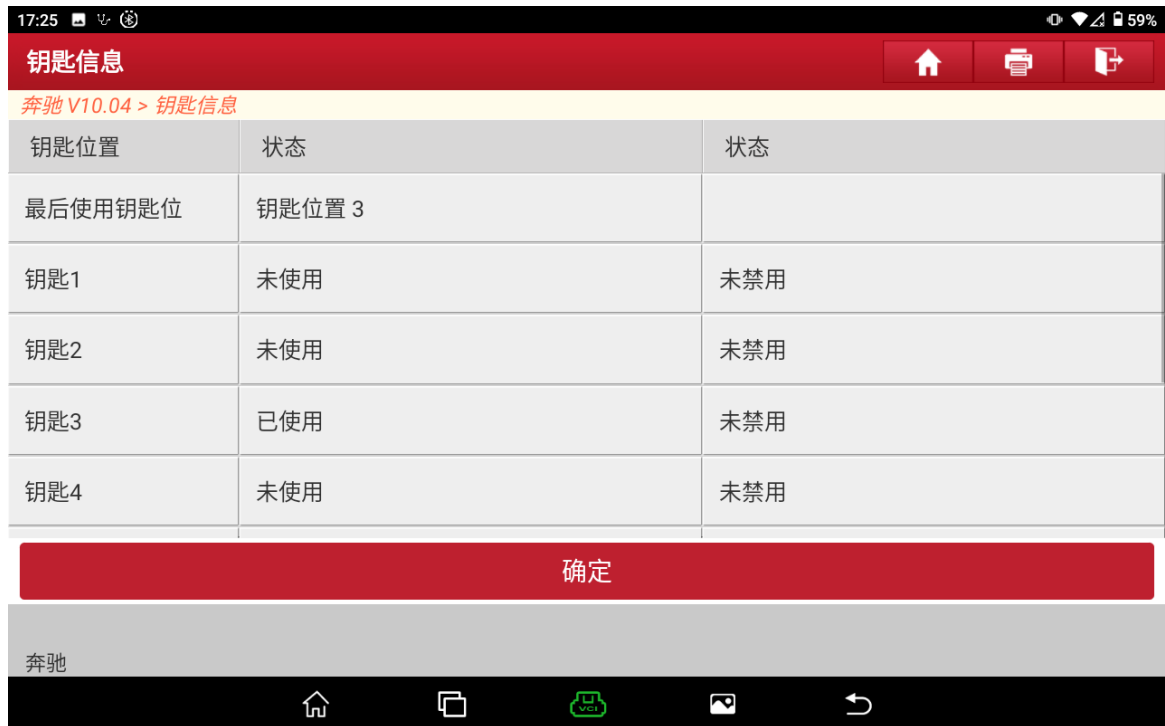 17:25 59%
钥匙信息
奔驰 V10.04 > 钥匙信息
钥匙位置 状态 状态
最后使用钥匙位 钥匙位置 3
钥匙1 未使用 未禁用
钥匙2 未使用 未禁用
钥匙3 已使用 未禁用
钥匙4 未使用 未禁用
确定
奔驰
VCI